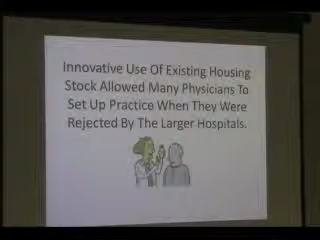 Innovative Use Of Existing Housing
Stock Allowed Many Physicians To
Set Up Practice When They Were
Rejected By The Larger Hospitals.